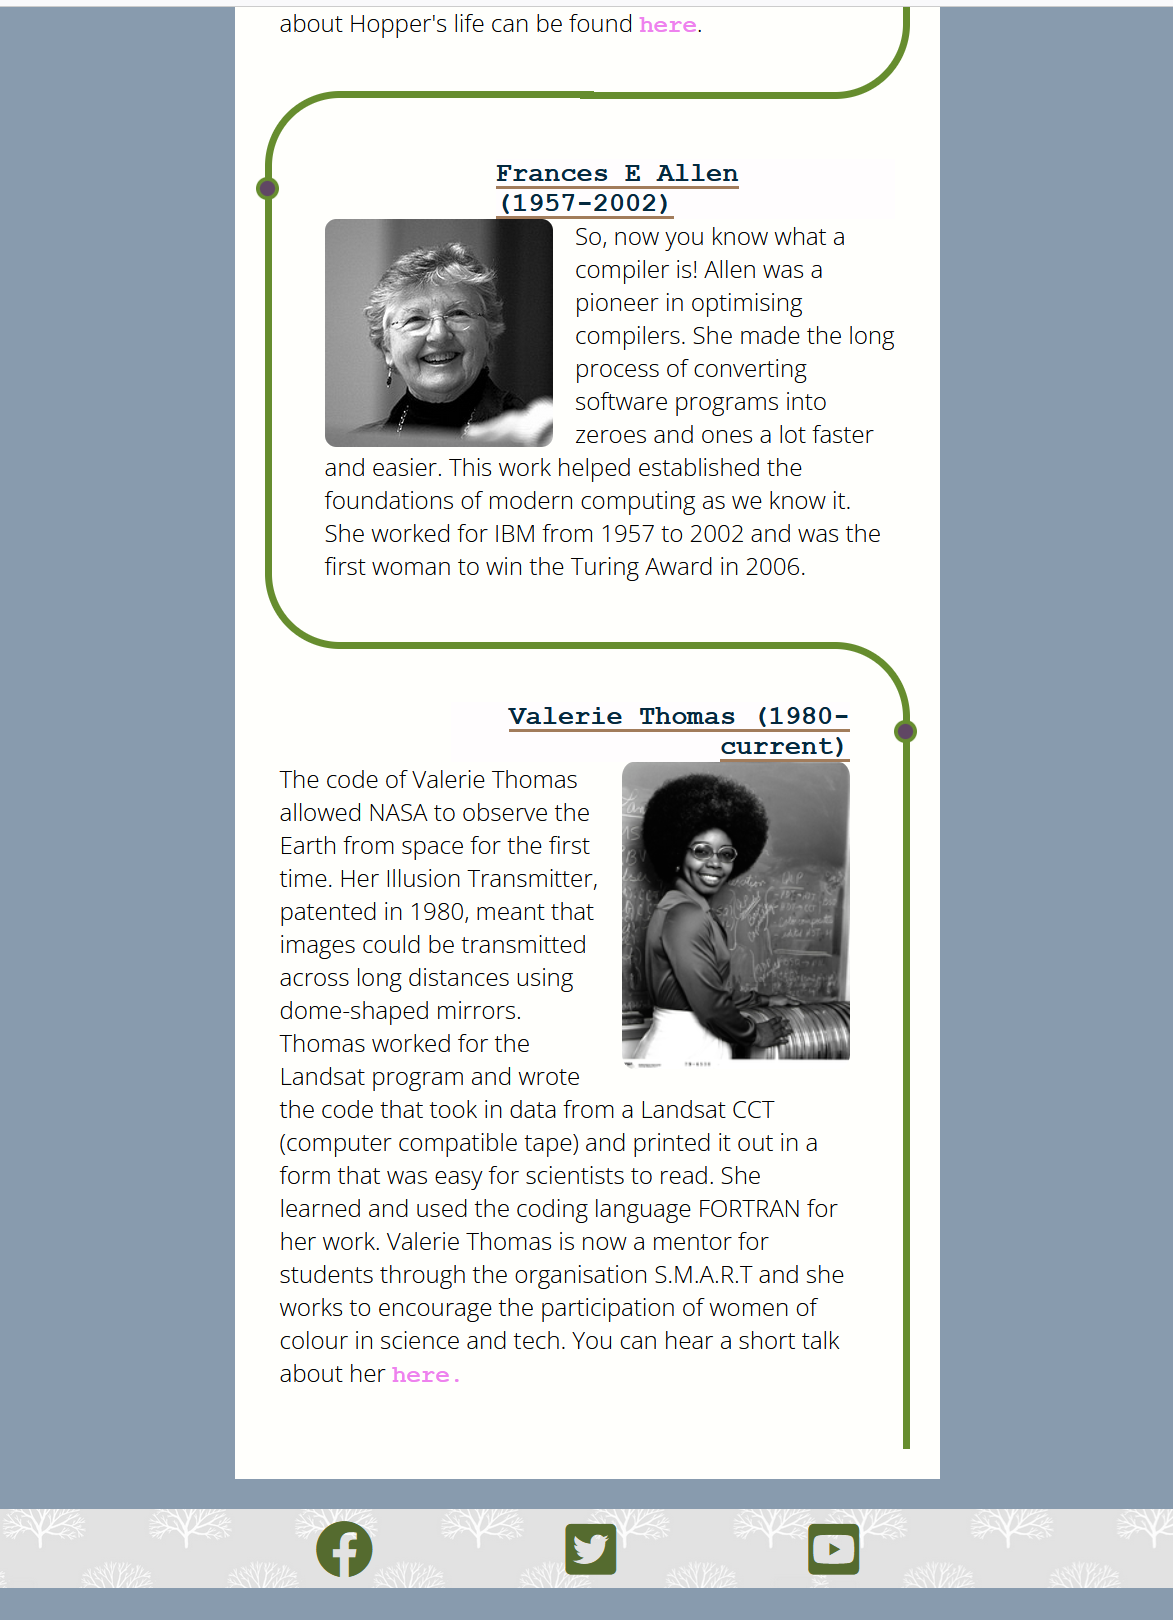 about Hopper's life can be found here.
Frances E Allen
(1957-2002)
So, now you know what a
compiler is! Allen was a
pioneer in optimising
compilers. She made the long
process of converting
software programs into
zeroes and ones a lot faster
and easier. This work helped established the
foundations of modern computing as we know it.
She worked for IBM from 1957 to 2002 and was the
first woman to win the Turing Award in 2006.
Valerie Thomas (1980-
current)
The code of Valerie Thomas
allowed NASA to observe the
Earth from space for the first
time. Her Illusion Transmitter,
patented in 1980, meant that
images could be transmitted
across long distances using
dome-shaped mirrors.
Thomas worked for the
Landsat program and wrote
the code that took in data from a Landsat CCT
(computer compatible tape) and printed it out in a
form that was easy for scientists to read. She
learned and used the coding language FORTRAN for
her work. Valerie Thomas is now a mentor for
students through the organisation S.M.A.R.T and she
works to encourage the participation of women of
colour in science and tech. You can hear a short talk
about her here.